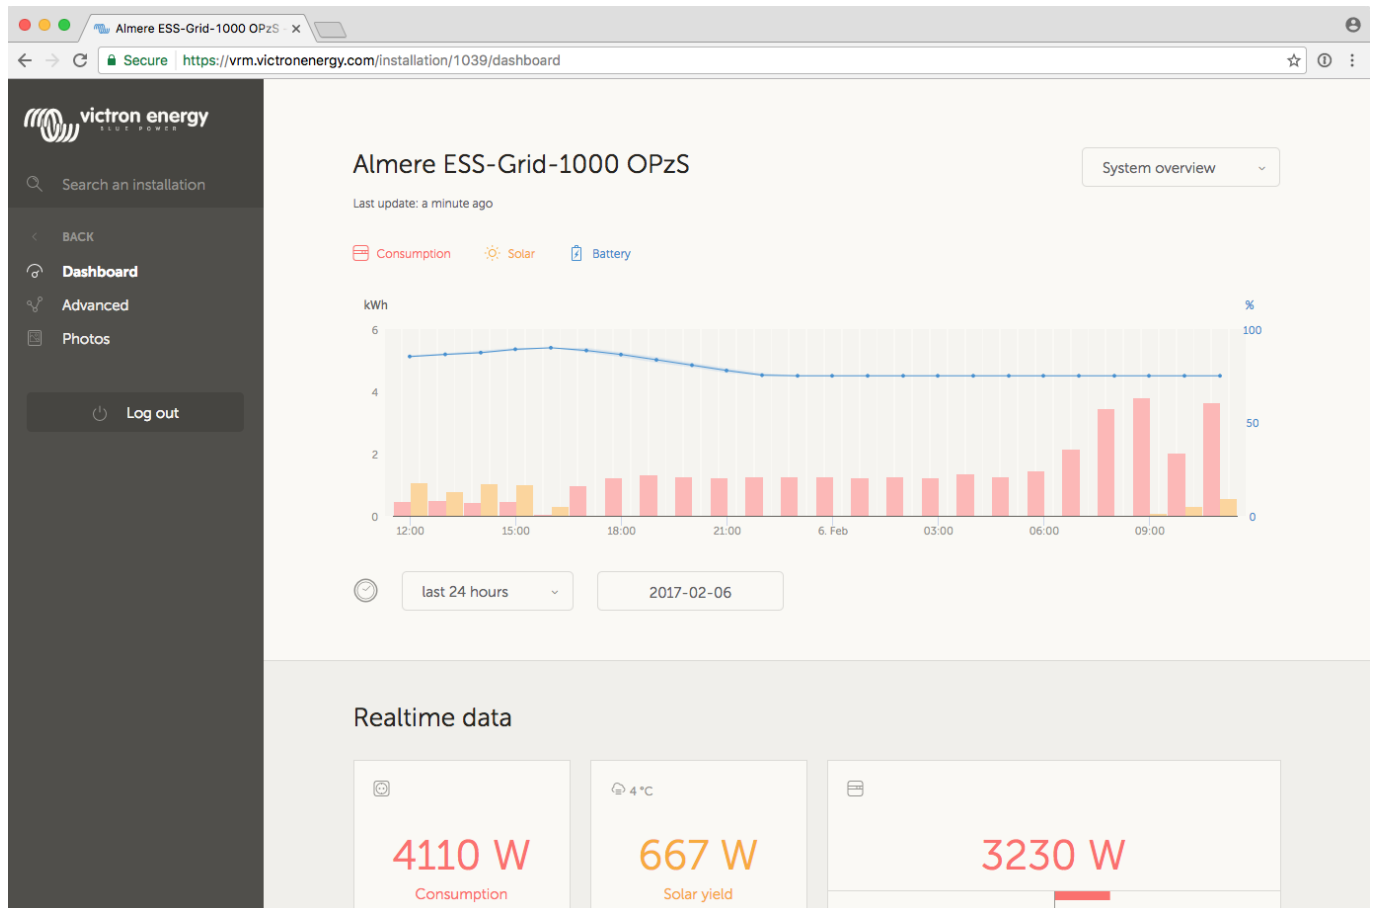 Almere ESS-Grid-1000 OPzS -
Secure https://vrm.victronenergy.com/installation/1039/dashboard
victron energy
BLUE POWER
Search an installation
BACK
Dashboard
Advanced
Photos
Log out
Almere ESS-Grid-1000 OPzS
System overview
Last update: a minute ago
Consumption Solar Battery
kWh %
6 100
4
50
2
0 0
12:00 15:00 18:00 21:00 6. Feb 03:00 06:00 09:00
last 24 hours 2017-02-06
Realtime data
4 °C
4110 W 667 W 3230 W
Consumption Solar yield